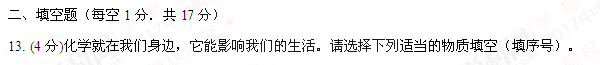 二、填空题（每空 1 分．共 17 分）
13. (4 分)化学就在我们身边，它能影响我们的生活。请选择下列适当的物质填空（填序号）。